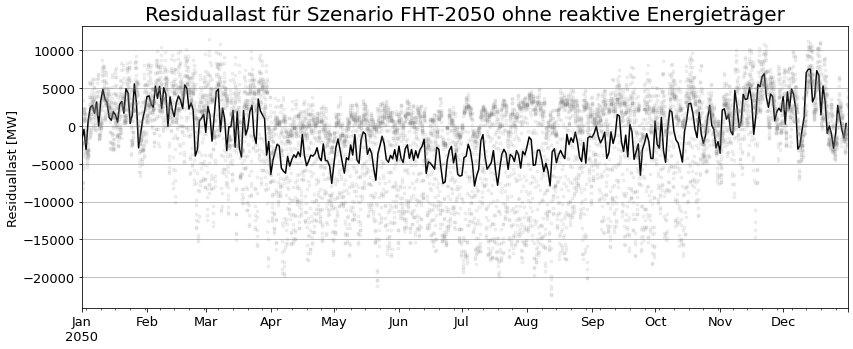 Residuallast für Szenario FHT-2050 ohne reaktive Energieträger
Residuallast [MW]
10000
5000
0
−5000
−10000
−15000
−20000
Jan Feb Mar Apr May Jun Jul Aug Sep Oct Nov Dec
2050